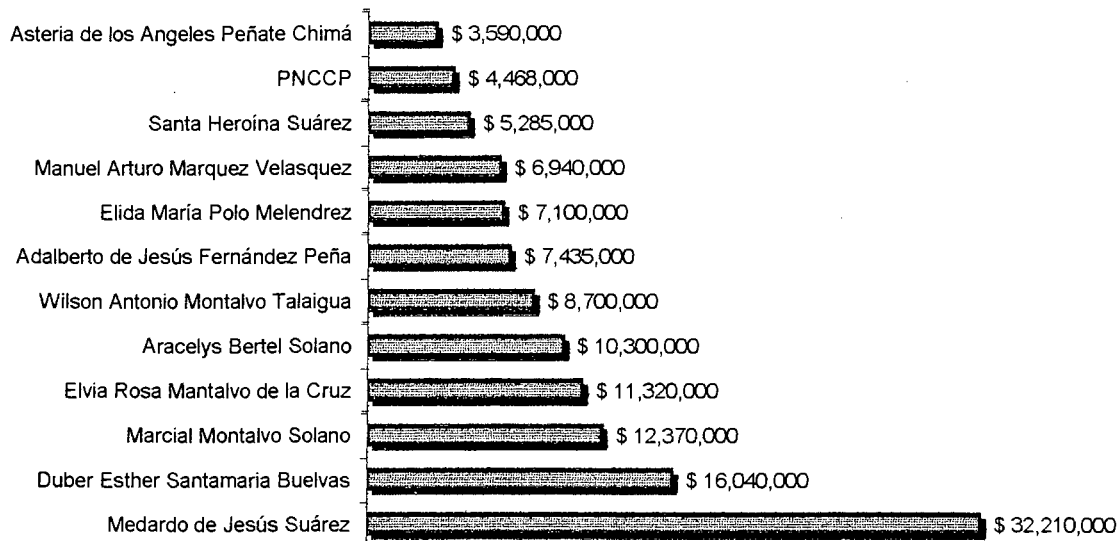 Asteria de los Angeles Peñate Chimá $ 3,590,000
PNCCP $ 4,468,000
Santa Heroína Suárez $ 5,285,000
Manuel Arturo Marquez Velasquez $ 6,940,000
Elida María Polo Melendrez $ 7,100,000
Adalberto de Jesús Fernández Peña $ 7,435,000
Wilson Antonio Montalvo Talaigua $ 8,700,000
Aracelys Bertel Solano $ 10,300,000
Elvia Rosa Mantalvo de la Cruz $ 11,320,000
Marcial Montalvo Solano $ 12,370,000
Duber Esther Santamaria Buelvas $ 16,040,000
Medardo de Jesús Suárez $ 32,210,000